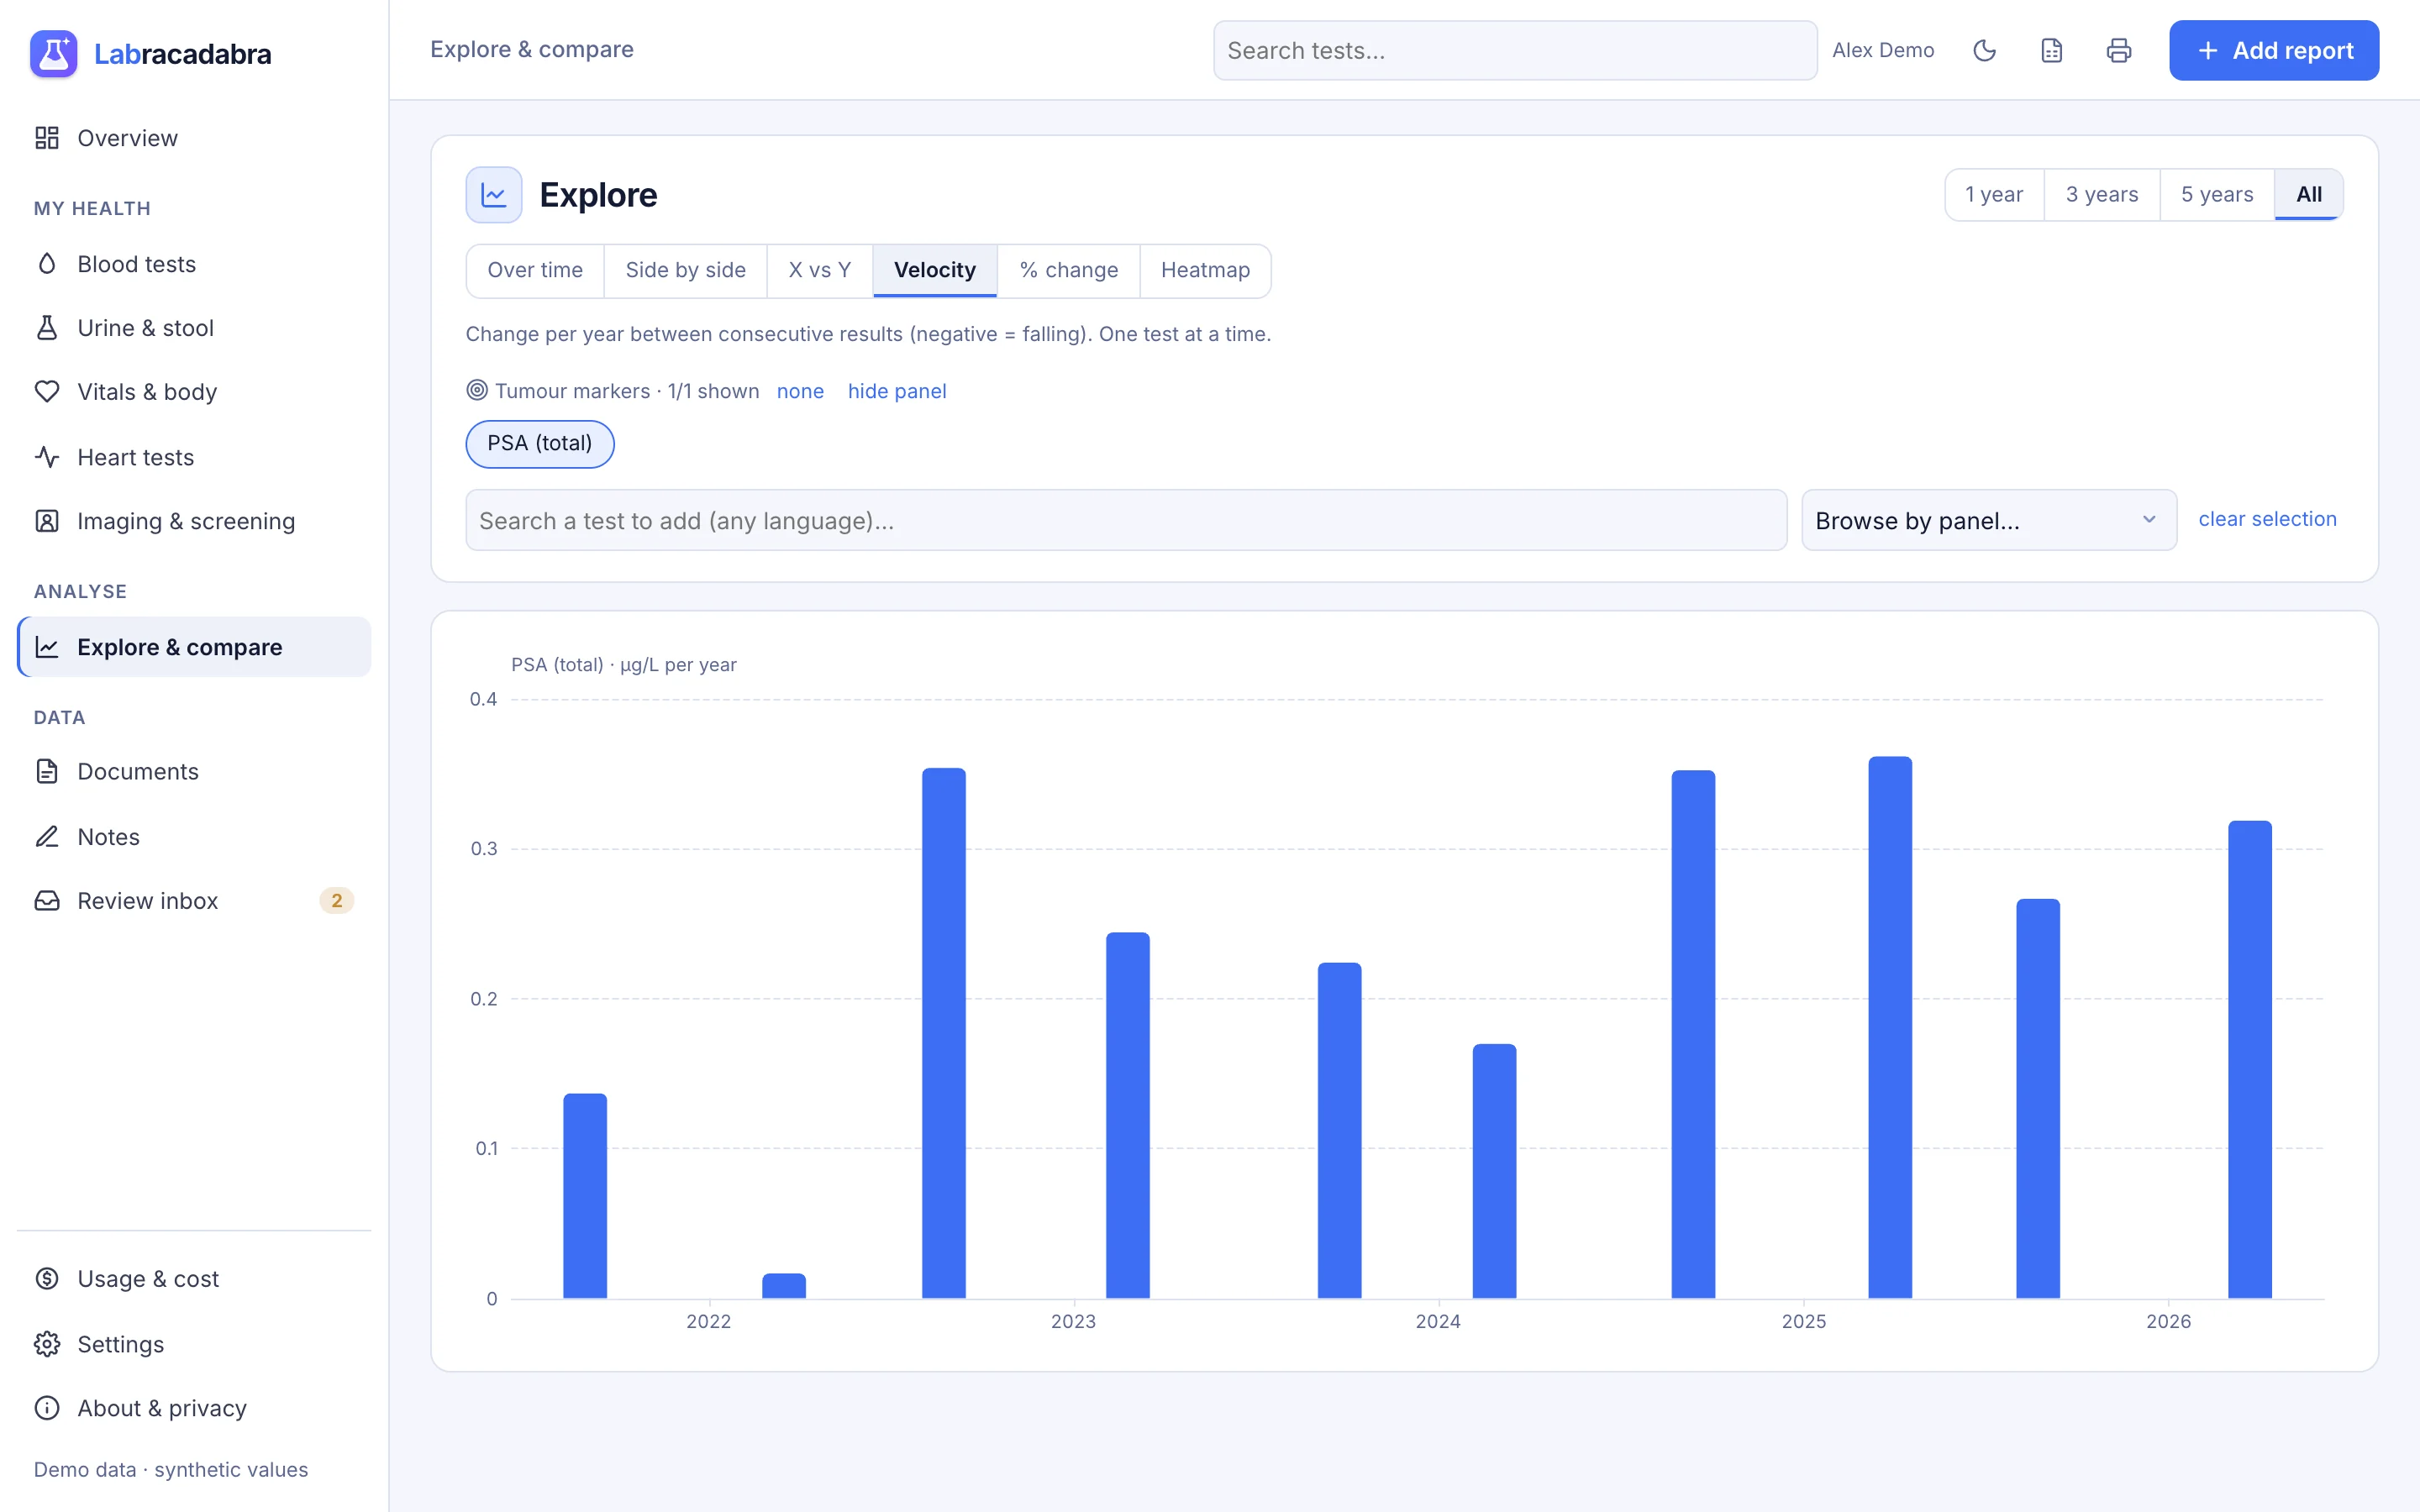 Labracadabra
Overview
MY HEALTH
Blood tests
Urine & stool
Vitals & body
Heart tests
Imaging & screening
ANALYSE
Explore & compare
DATA
Documents
Notes
Review inbox 2
Usage & cost
Settings
About & privacy
Demo data · synthetic values
Explore & compare
Search tests...
Alex Demo
+ Add report
Explore
1 year 3 years 5 years All
Over time Side by side X vs Y Velocity % change Heatmap
Change per year between consecutive results (negative = falling). One test at a time.
Tumour markers · 1/1 shown none hide panel
PSA (total)
Search a test to add (any language)...
Browse by panel...
clear selection
PSA (total) · µg/L per year
0.4
0.3
0.2
0.1
0
2022 2023 2024 2025 2026